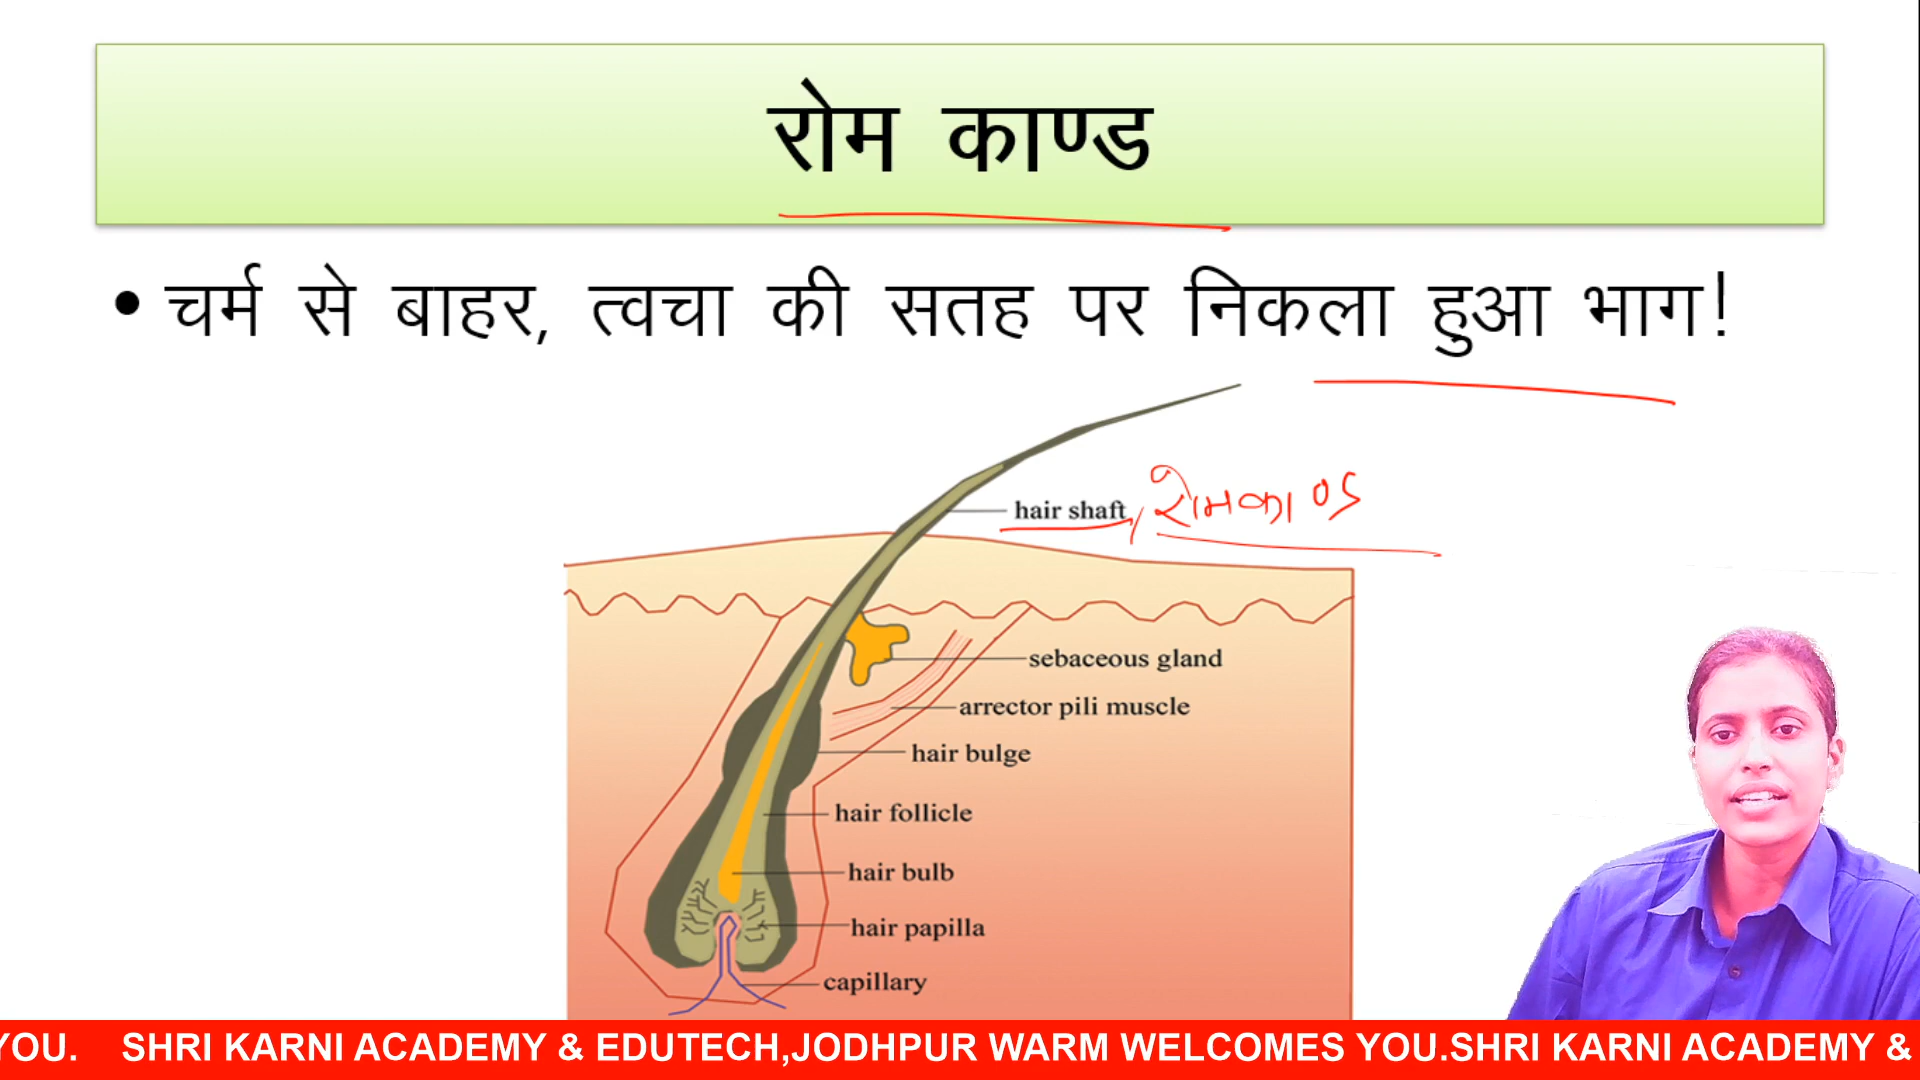 रोम काण्ड
• चर्म से बाहर, त्वचा की सतह पर निकला हुआ भाग!
hair shaft, रोमकाण्ड
sebaceous gland
arrector pili muscle
hair bulge
hair follicle
hair bulb
hair papilla
capillary
YOU. SHRI KARNI ACADEMY & EDUTECH,JODHPUR WARM WELCOMES YOU.SHRI KARNI ACADEMY &